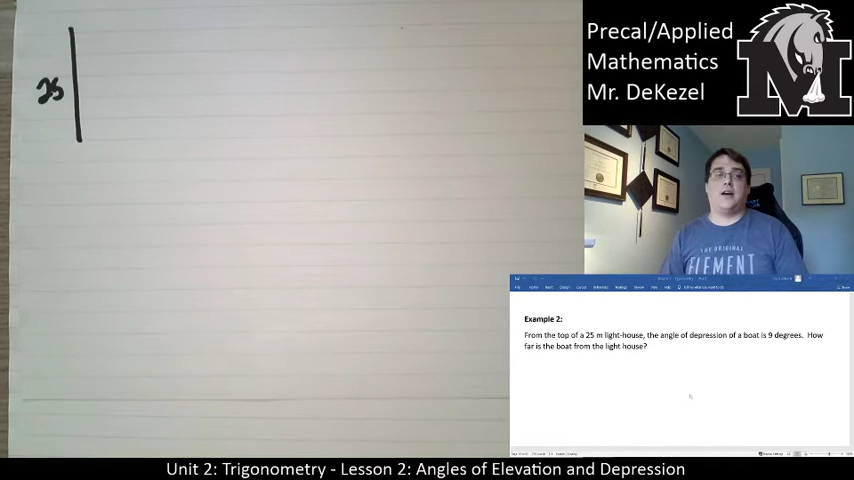 25
Precal/Applied
Mathematics
Mr. DeKezel
M
THE ORIGINAL
ELEMENT
Example 2:
From the top of a 25 m light-house, the angle of depression of a boat is 9 degrees. How
far is the boat from the light house?
Unit 2: Trigonometry - Lesson 2: Angles of Elevation and Depression